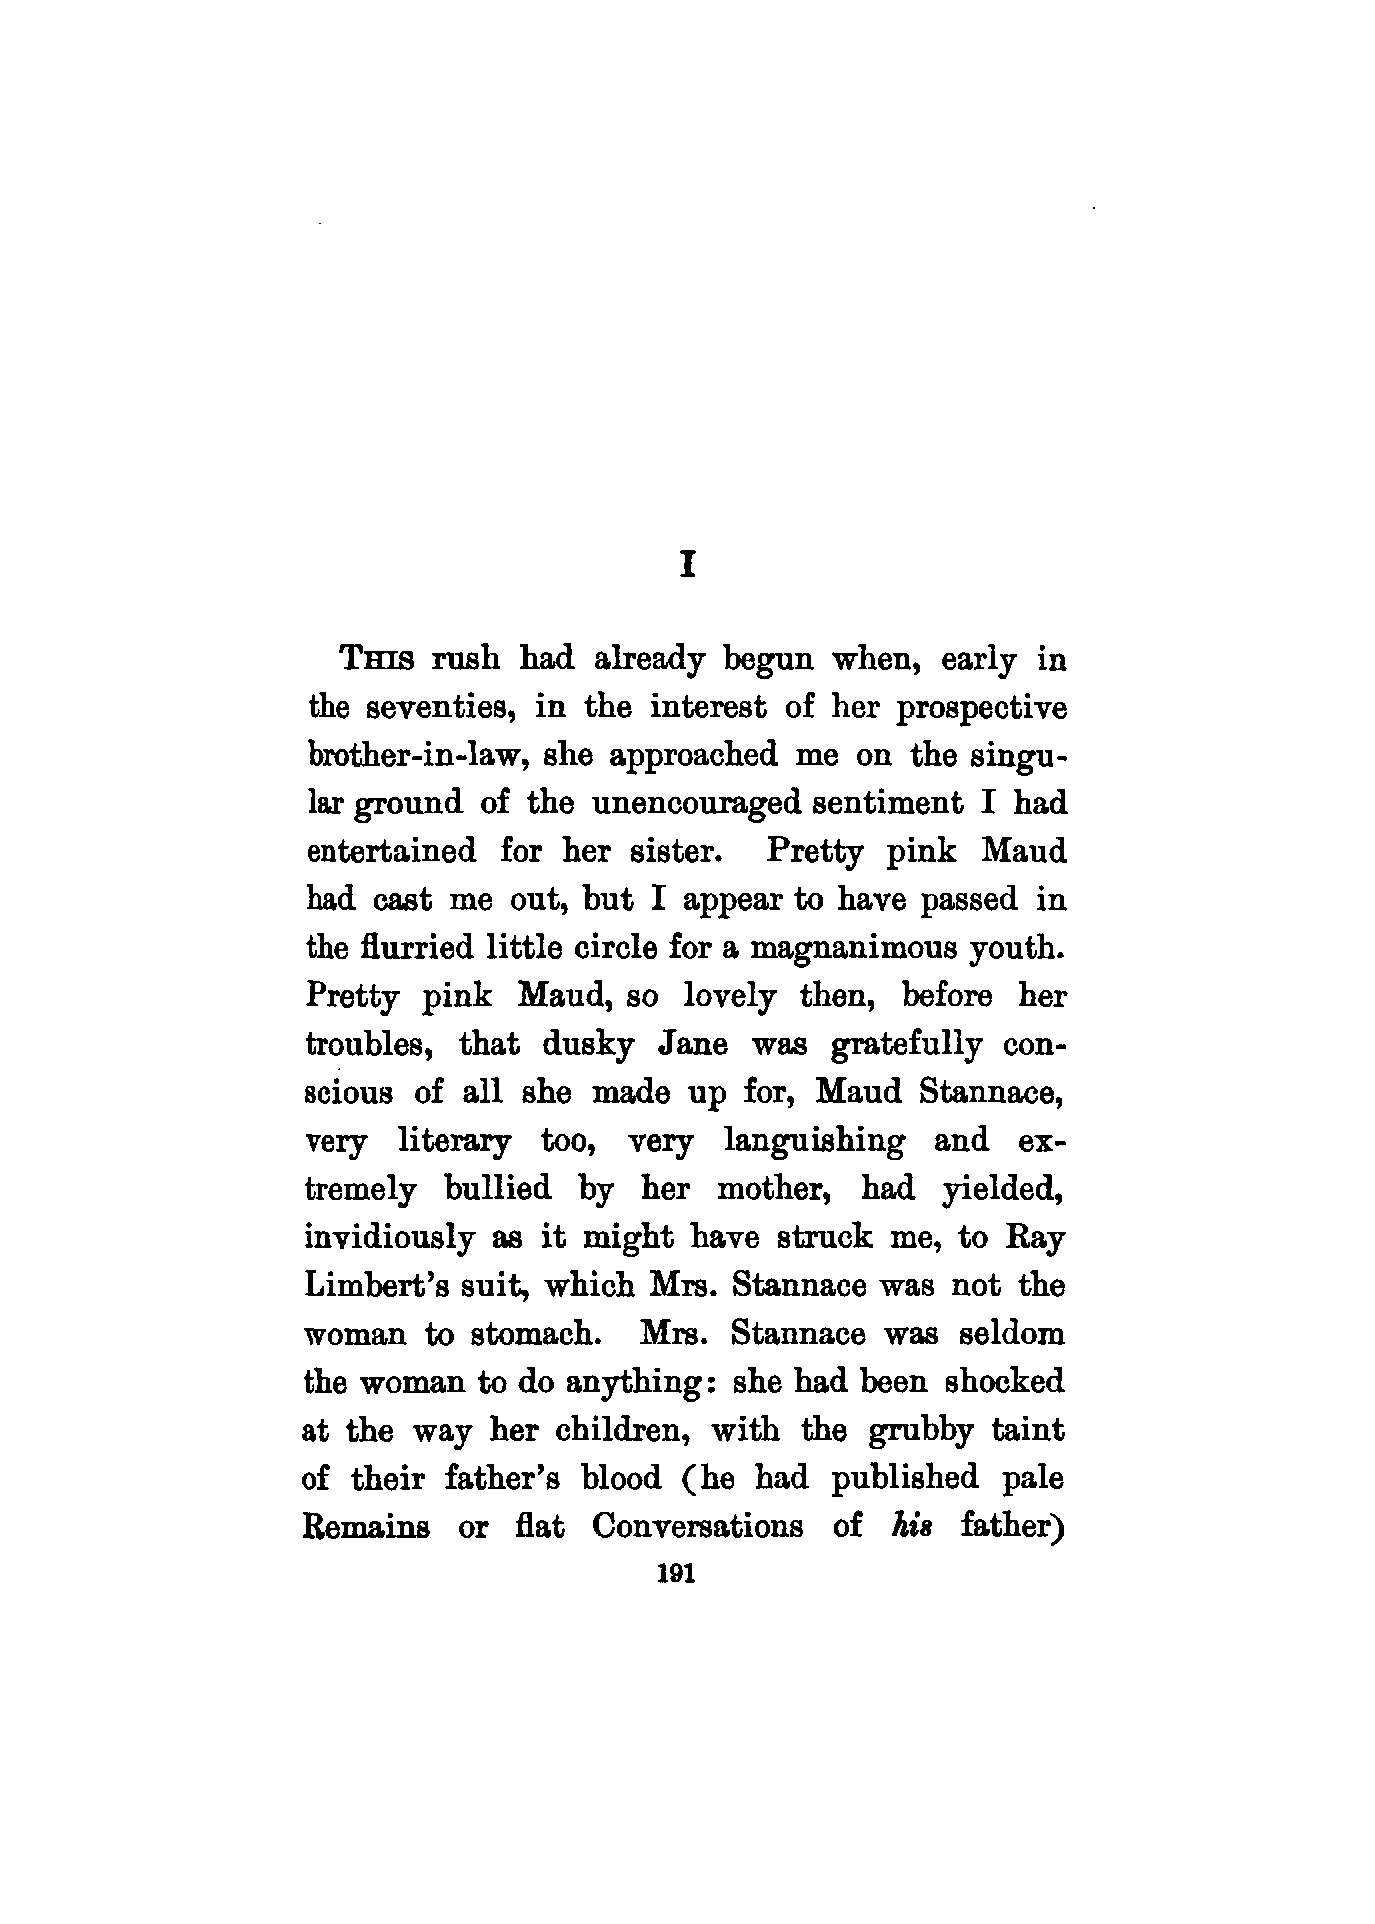 I
THIS rush had already begun when, early in
the seventies, in the interest of her prospective
brother-in-law, she approached me on the singu-
lar ground of the unencouraged sentiment I had
entertained for her sister. Pretty pink Maud
had cast me out, but I appear to have passed in
the flurried little circle for a magnanimous youth.
Pretty pink Maud, so lovely then, before her
troubles, that dusky Jane was gratefully con-
scious of all she made up for, Maud Stannace,
very literary too, very languishing and ex-
tremely bullied by her mother, had yielded,
invidiously as it might have struck me, to Ray
Limbert's suit, which Mrs. Stannace was not the
woman to stomach. Mrs. Stannace was seldom
the woman to do anything: she had been shocked
at the way her children, with the grubby taint
of their father's blood (he had published pale
Remains or flat Conversations of his father)
191